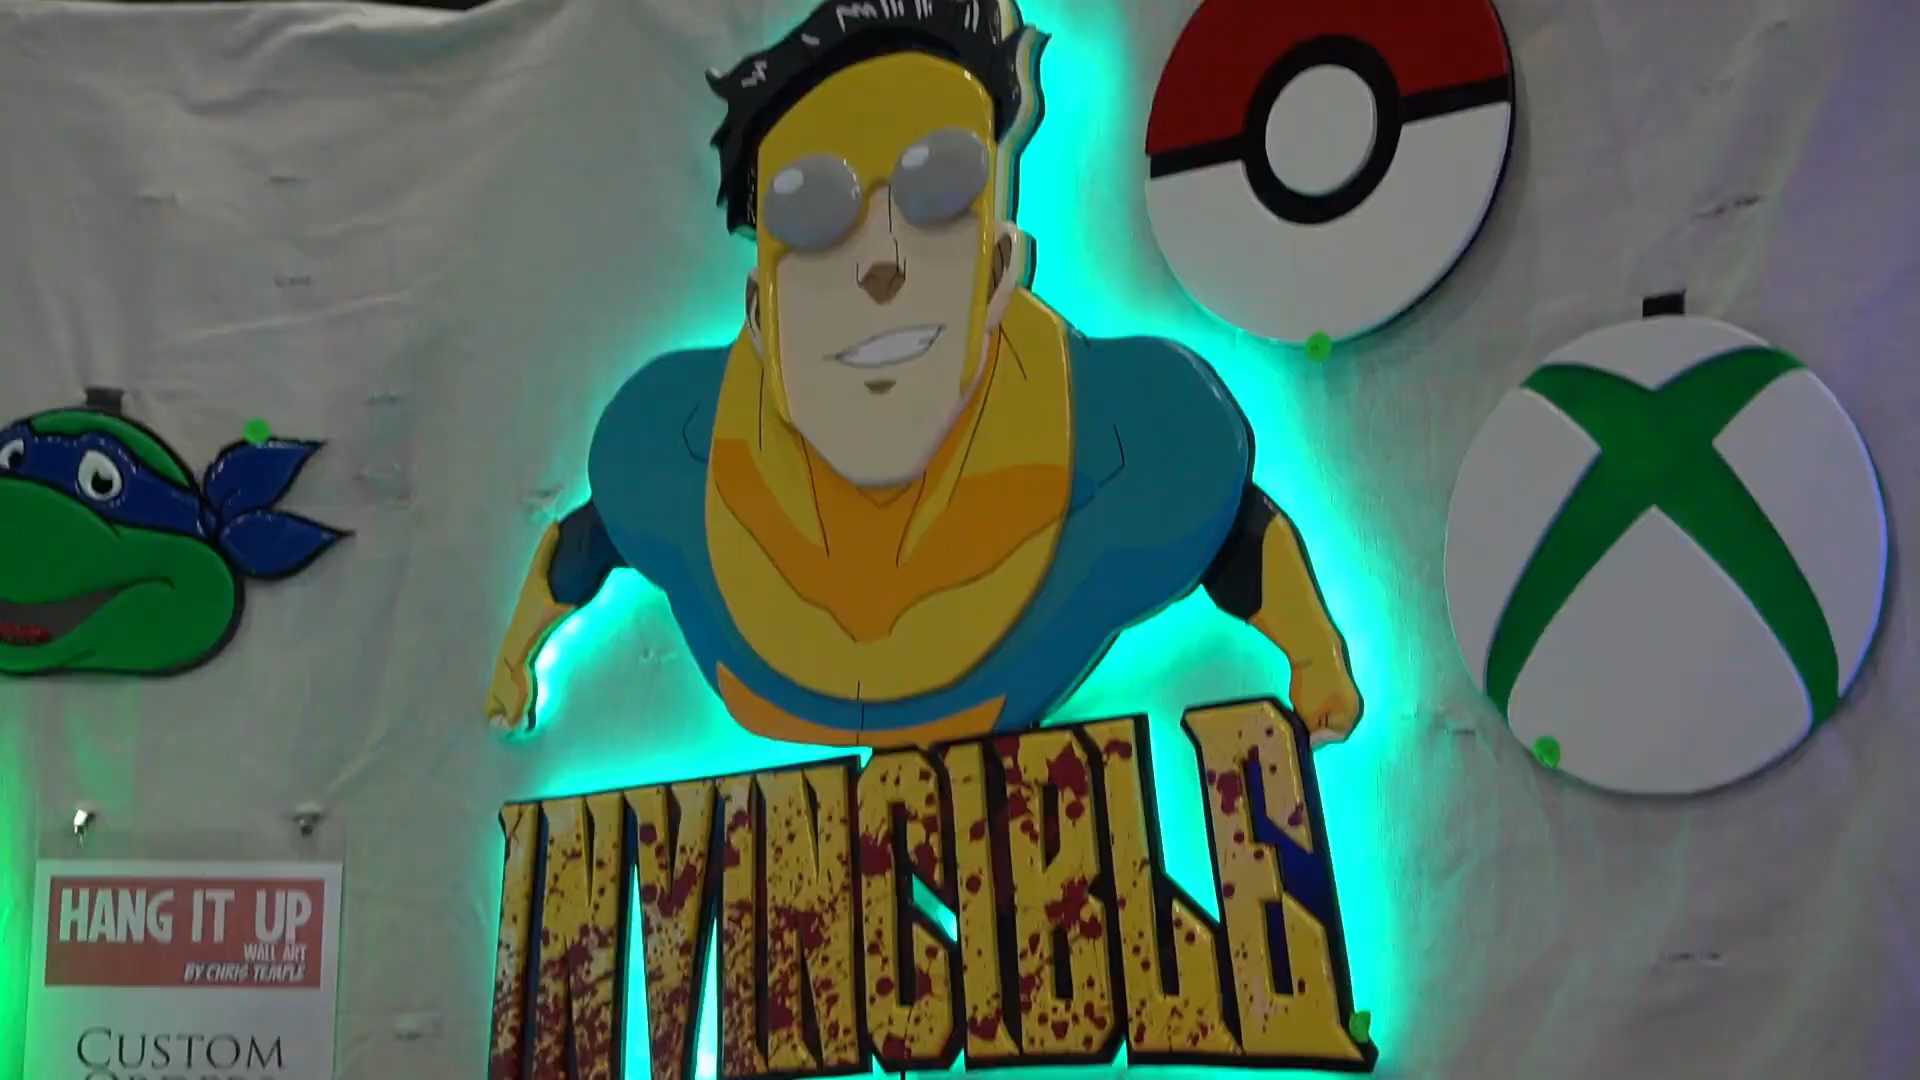 INVINCIBLE
HANG IT UP
WALL ART
BY CHRIS TEMPLE
CUSTOM